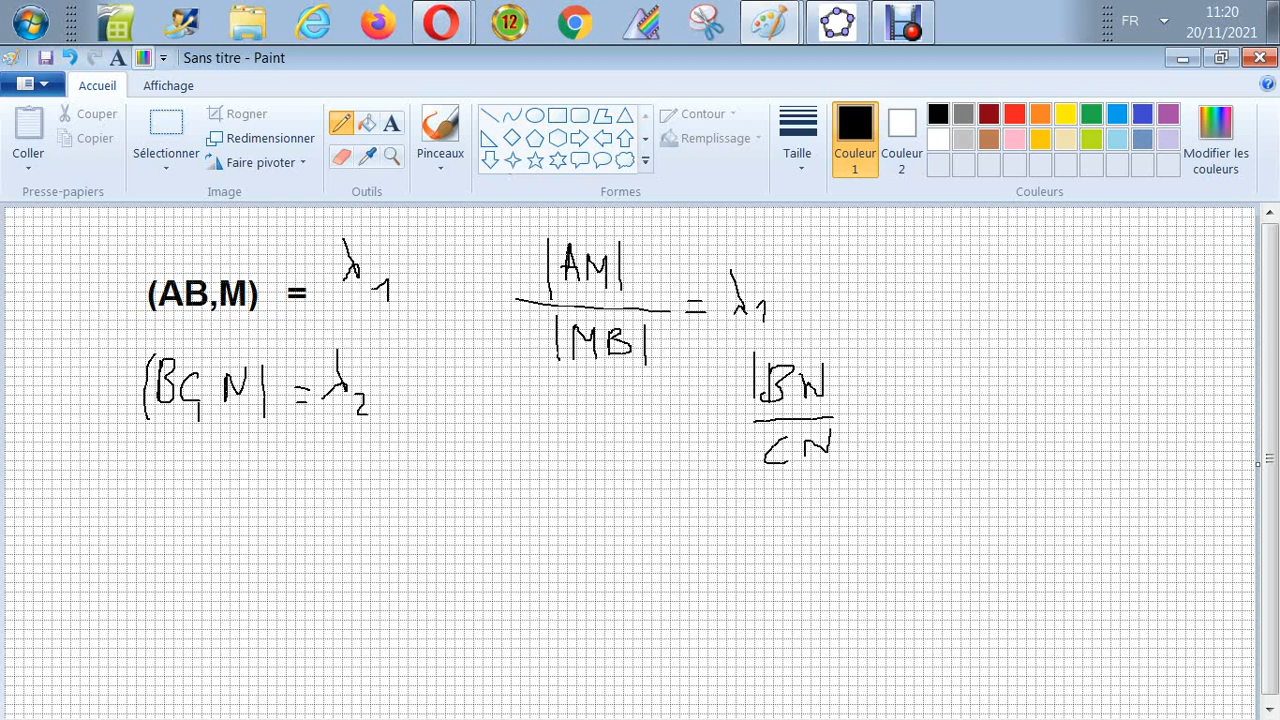 12
FR
11:20
20/11/2021
Sans titre - Paint
Accueil Affichage
Coller
Couper
Copier
Presse-papiers
Sélectionner
Rogner
Redimensionner
Faire pivoter
Image
A
Outils
Pinceaux
Formes
Contour
Remplissage
Taille
Couleur 1
Couleur 2
Modifier les couleurs
Couleurs
(AB,M) = λ1
|AM|
|MB|
= λ1
(BC, N| = λ2
|BN
CN